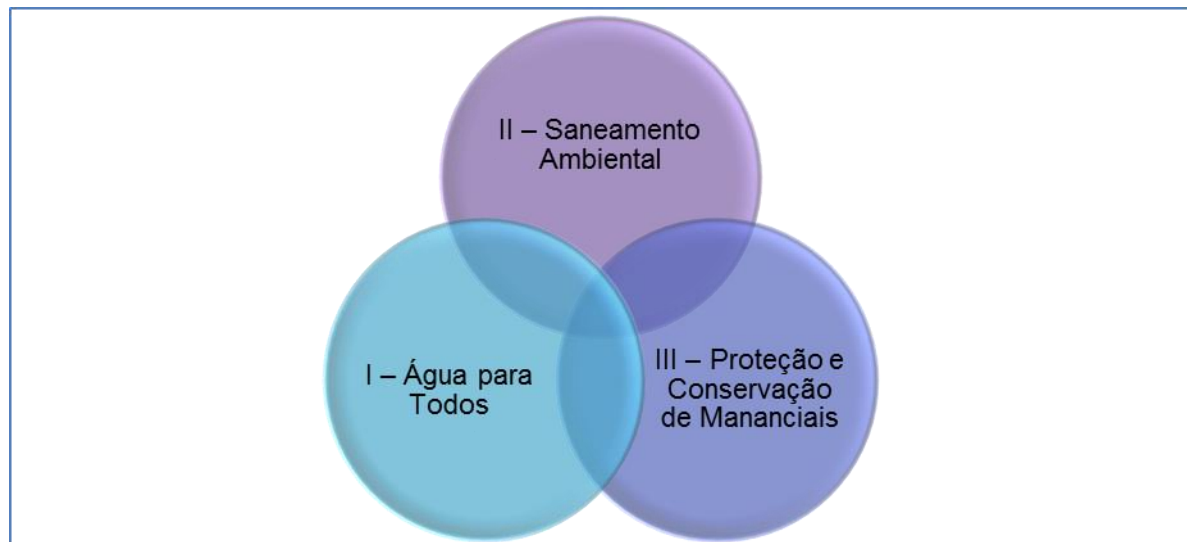 II – Saneamento
Ambiental
I – Água para
Todos
III – Proteção e
Conservação
de Mananciais